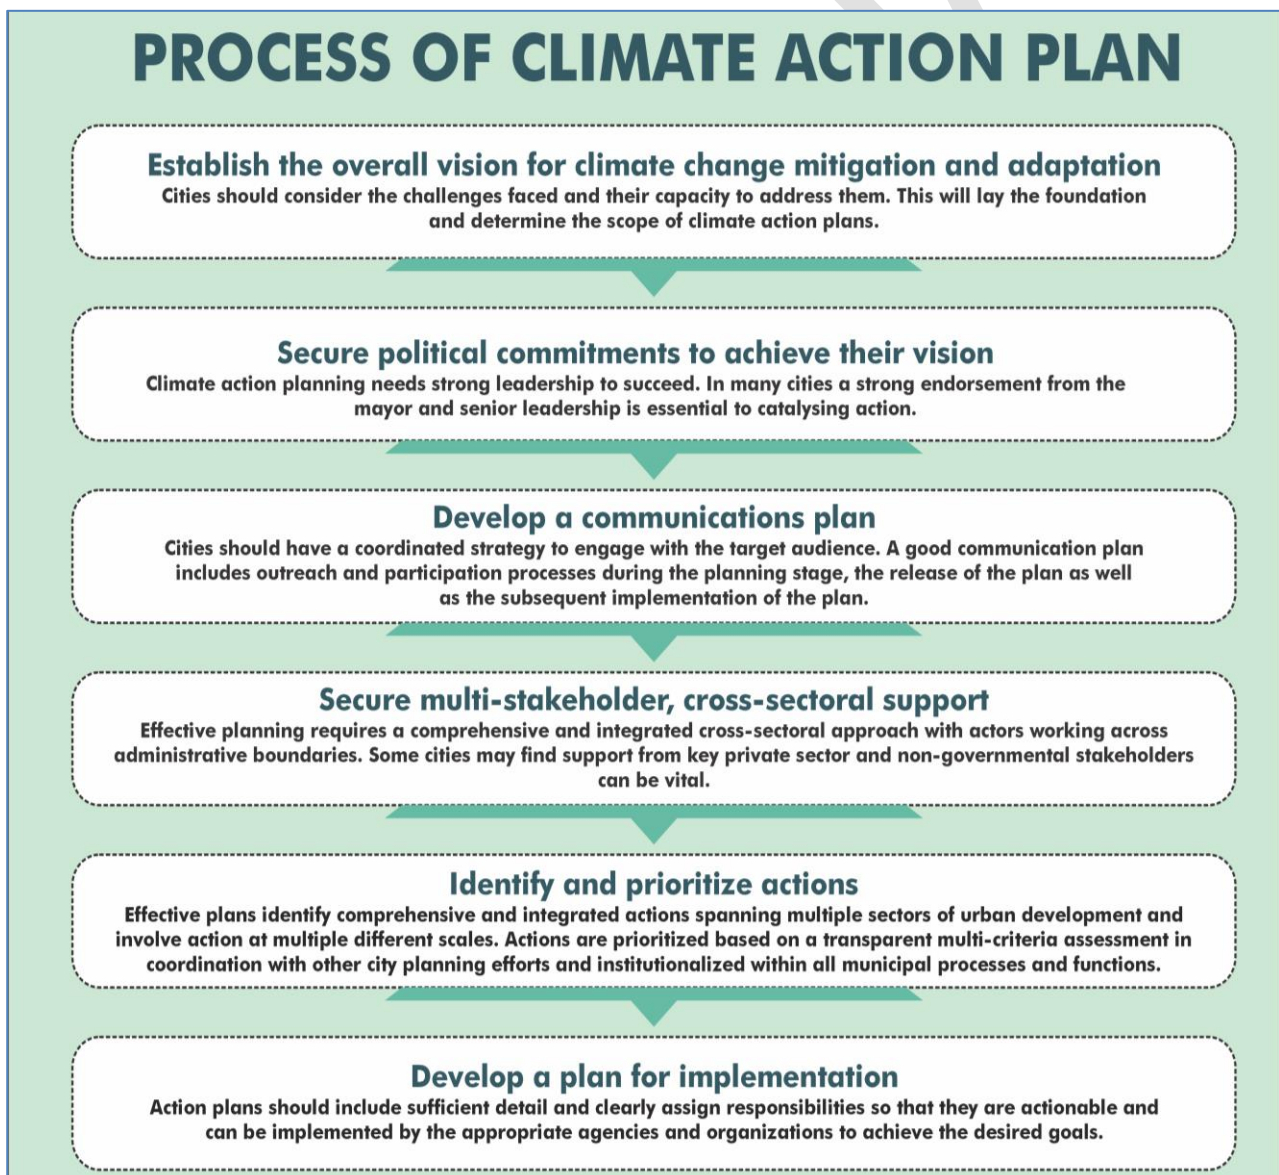 PROCESS OF CLIMATE ACTION PLAN
Establish the overall vision for climate change mitigation and adaptation
Cities should consider the challenges faced and their capacity to address them. This will lay the foundation
and determine the scope of climate action plans.
Secure political commitments to achieve their vision
Climate action planning needs strong leadership to succeed. In many cities a strong endorsement from the
mayor and senior leadership is essential to catalysing action.
Develop a communications plan
Cities should have a coordinated strategy to engage with the target audience. A good communication plan
includes outreach and participation processes during the planning stage, the release of the plan as well
as the subsequent implementation of the plan.
Secure multi-stakeholder, cross-sectoral support
Effective planning requires a comprehensive and integrated cross-sectoral approach with actors working across
administrative boundaries. Some cities may find support from key private sector and non-governmental stakeholders
can be vital.
Identify and prioritize actions
Effective plans identify comprehensive and integrated actions spanning multiple sectors of urban development and
involve action at multiple different scales. Actions are prioritized based on a transparent multi-criteria assessment in
coordination with other city planning efforts and institutionalized within all municipal processes and functions.
Develop a plan for implementation
Action plans should include sufficient detail and clearly assign responsibilities so that they are actionable and
can be implemented by the appropriate agencies and organizations to achieve the desired goals.